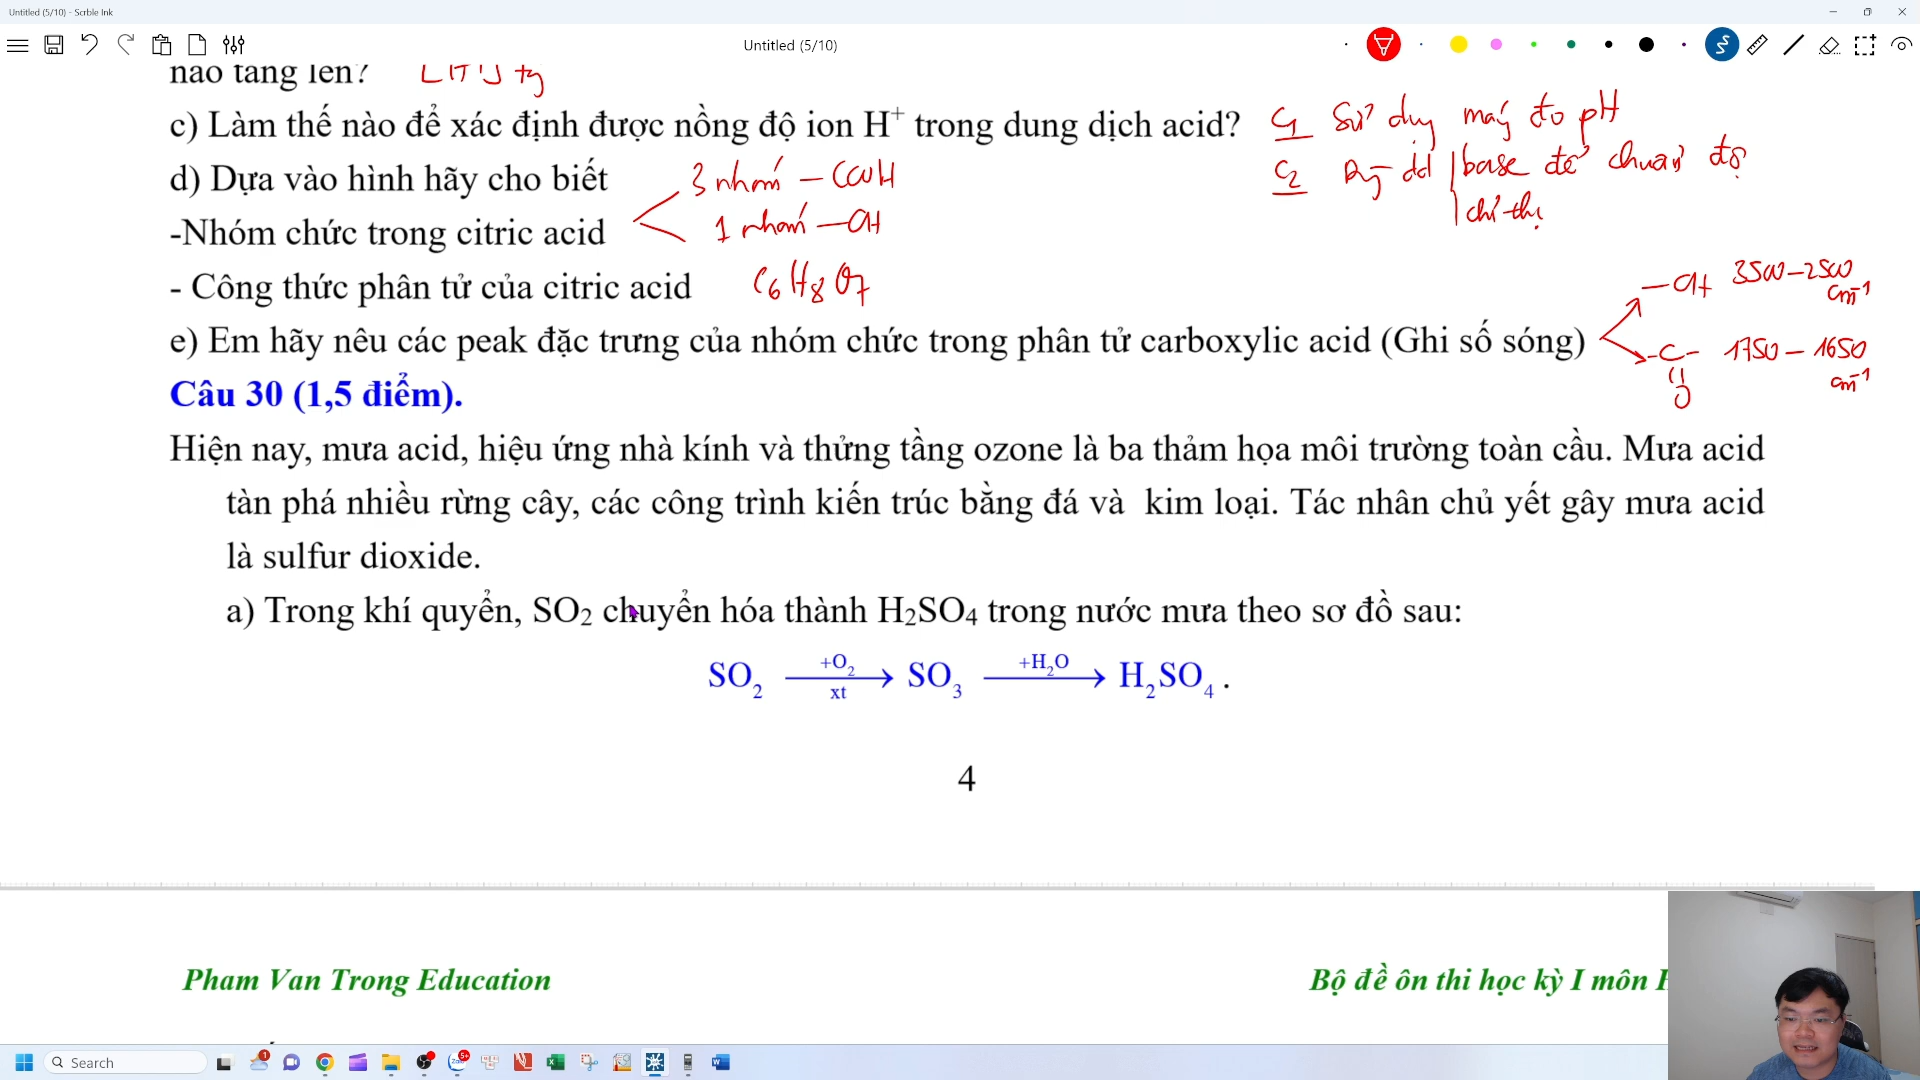 Untitled (5/10) - Scrble Ink
Untitled (5/10)
nào tăng lên?
c) Làm thế nào để xác định được nồng độ ion H⁺ trong dung dịch acid? C1 Sử dụng máy đo pH
C2 Dùng dd base để chuẩn độ
chỉ thị
d) Dựa vào hình hãy cho biết 3 nhóm – COOH
-Nhóm chức trong citric acid 1 nhóm – OH
- Công thức phân tử của citric acid C6H8O7
–OH 3500–2500 cm⁻¹
e) Em hãy nêu các peak đặc trưng của nhóm chức trong phân tử carboxylic acid (Ghi số sóng) -C- 1750 – 1650 cm⁻¹
O
Câu 30 (1,5 điểm).
Hiện nay, mưa acid, hiệu ứng nhà kính và thửng tầng ozone là ba thảm họa môi trường toàn cầu. Mưa acid
tàn phá nhiều rừng cây, các công trình kiến trúc bằng đá và kim loại. Tác nhân chủ yết gây mưa acid
là sulfur dioxide.
a) Trong khí quyển, SO2 chuyển hóa thành H2SO4 trong nước mưa theo sơ đồ sau:
SO₂ +O₂ xt → SO₃ +H₂O → H₂SO₄ .
4
Pham Van Trong Education
Bộ đề ôn thi học kỳ I môn
Search